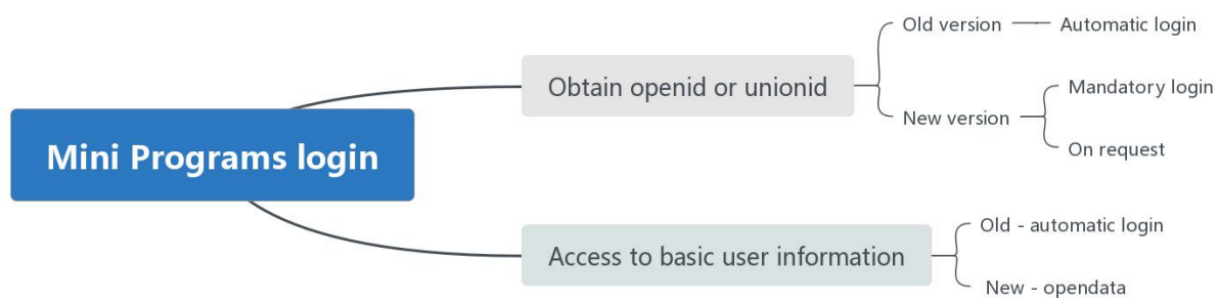 Mini Programs login
Obtain openid or unionid
Old version
Automatic login
New version
Mandatory login
On request
Access to basic user information
Old - automatic login
New - opendata